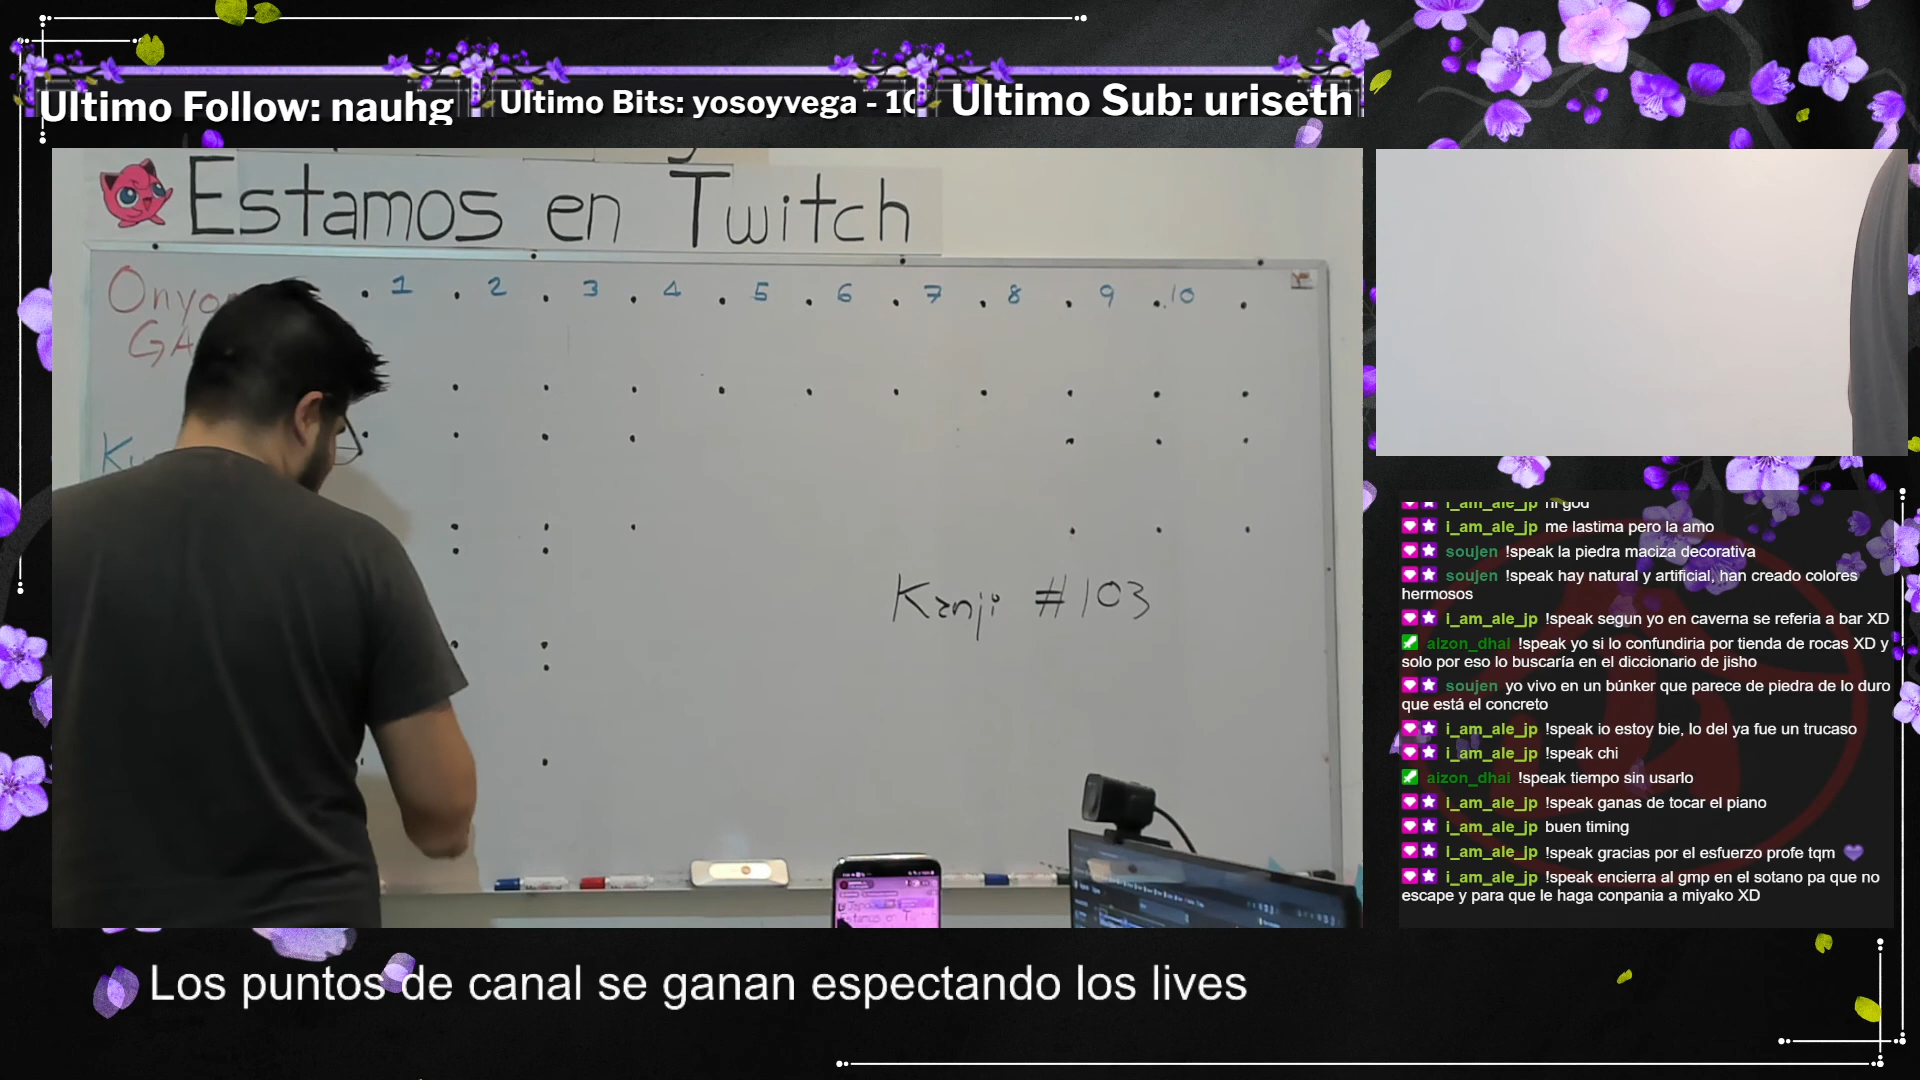 Ultimo Follow: nauhg
Ultimo Bits: yosoyvega - 10
Ultimo Sub: uriseth
Estamos en Twitch
1 2 3 4 5 6 7 8 9 10
GA
Kanji #103
i_am_ale_jp ni god
i_am_ale_jp me lastima pero la amo
soujen !speak la piedra maciza decorativa
soujen !speak hay natural y artificial, han creado colores
hermosos
i_am_ale_jp !speak segun yo en caverna se referia a bar XD
aizon_dhal !speak yo si lo confundiria por tienda de rocas XD y
solo por eso lo buscaría en el diccionario de jisho
soujen yo vivo en un búnker que parece de piedra de lo duro
que está el concreto
i_am_ale_jp !speak io estoy bie, lo del ya fue un trucaso
i_am_ale_jp !speak chi
aizon_dhal !speak tiempo sin usarlo
i_am_ale_jp !speak ganas de tocar el piano
i_am_ale_jp buen timing
i_am_ale_jp !speak gracias por el esfuerzo profe tqm
i_am_ale_jp !speak encierra al gmp en el sotano pa que no
escape y para que le haga conpania a miyako XD
Los puntos de canal se ganan espectando los lives